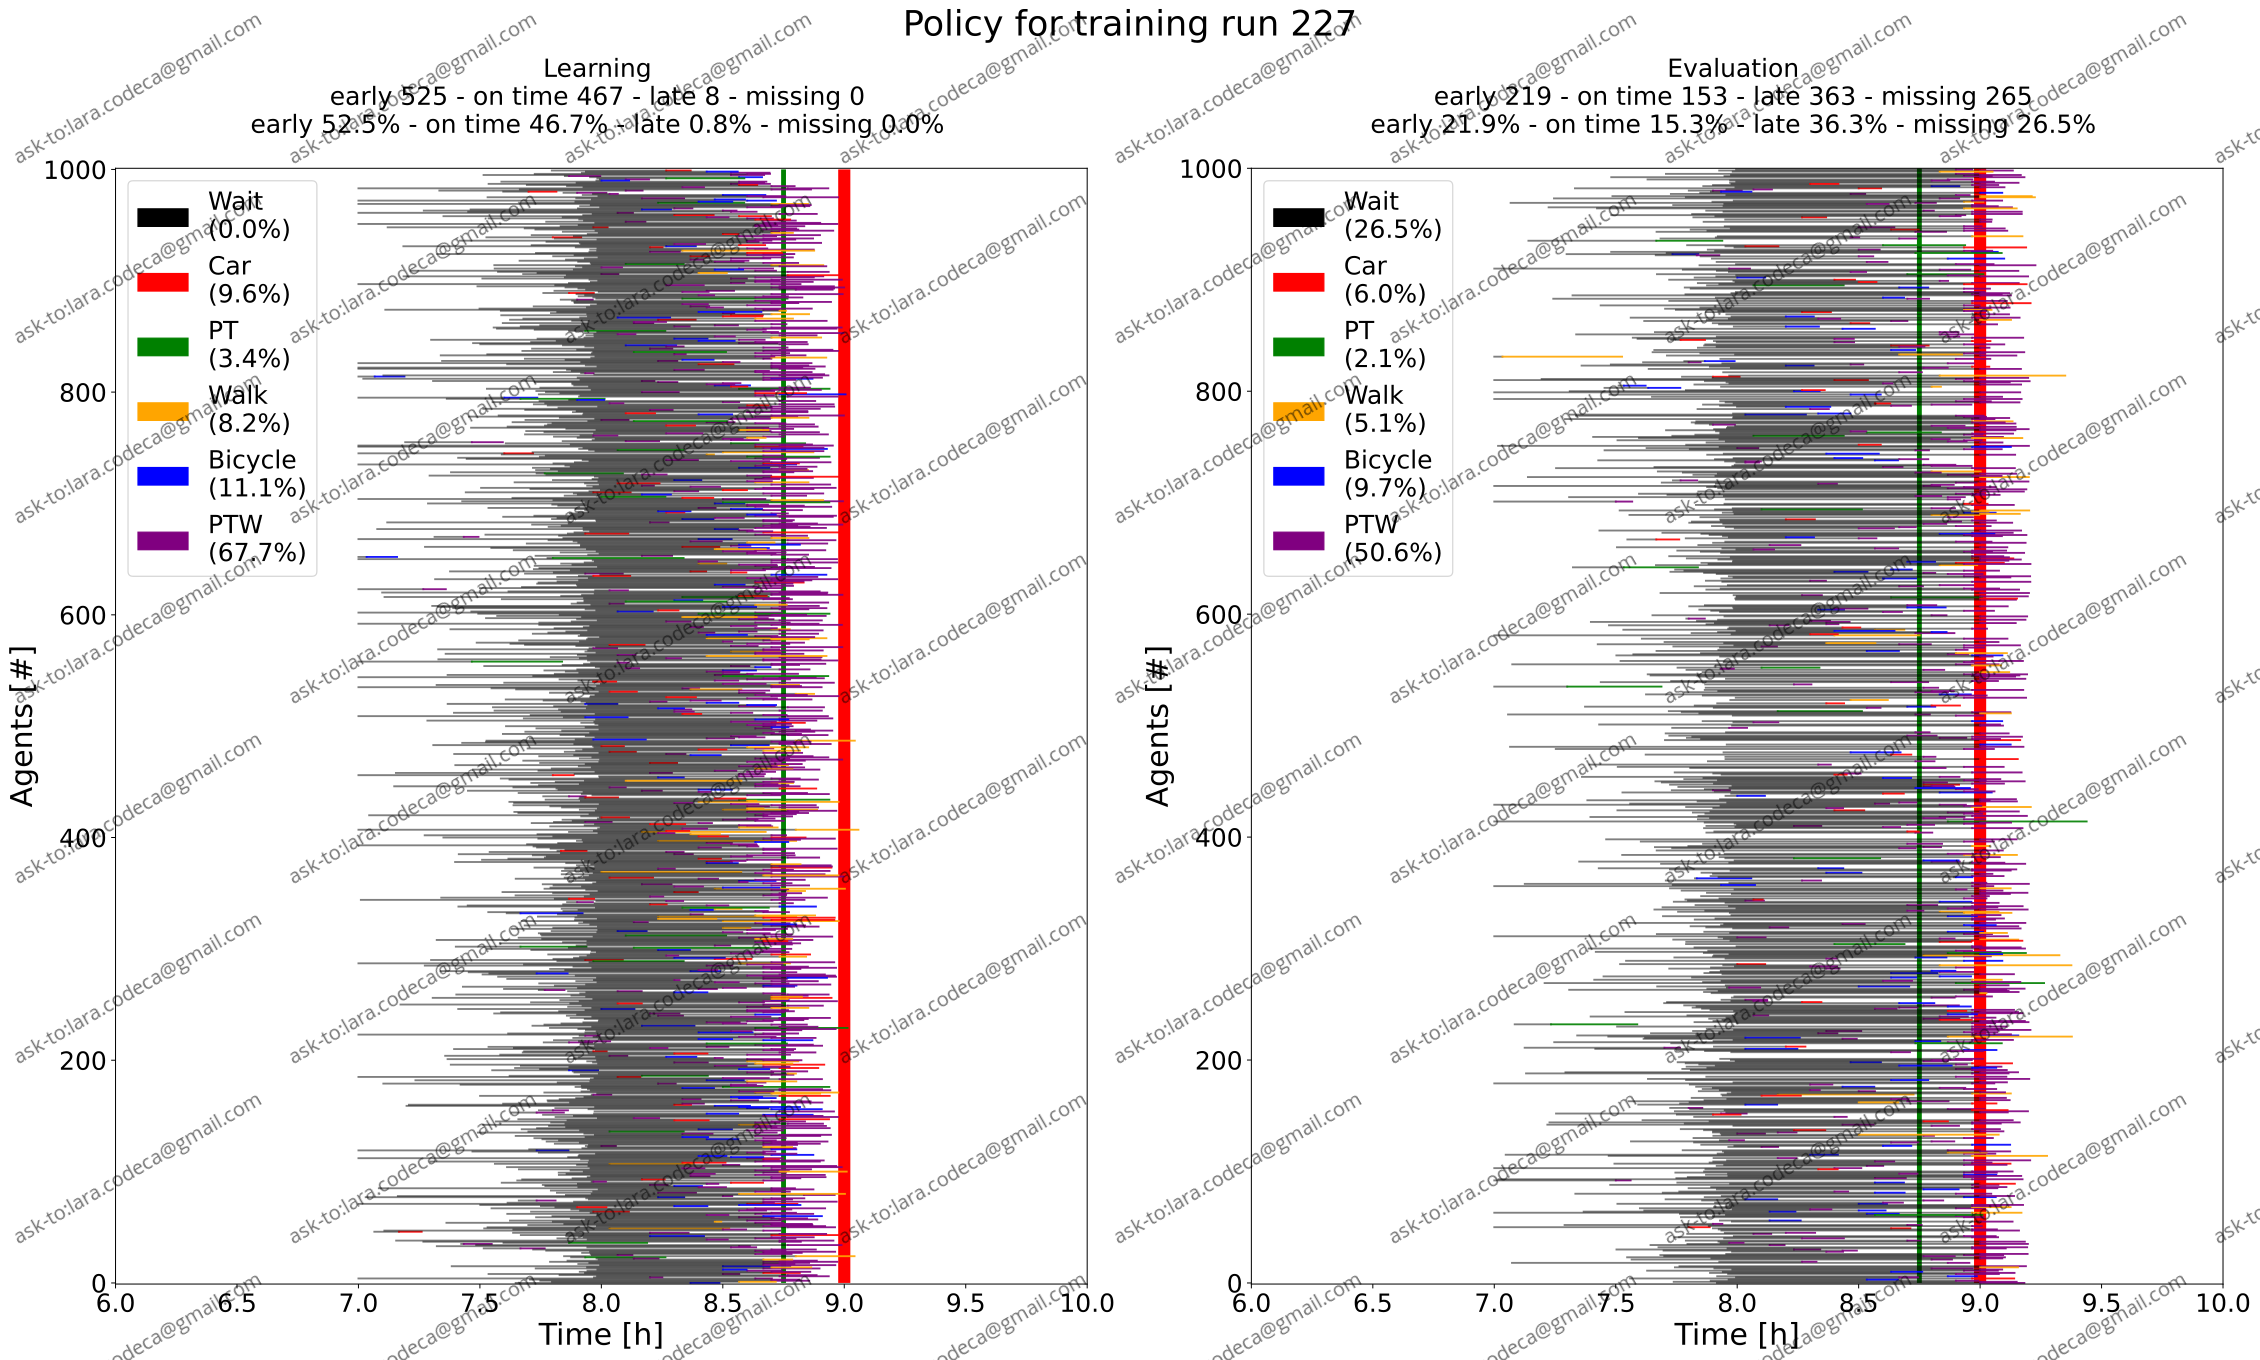 Policy for training run 227
Learning
early 525 - on time 467 - late 8 - missing 0
early 52.5% - on time 46.7% - late 0.8% - missing 0.0%
Evaluation
early 219 - on time 153 - late 363 - missing 265
early 21.9% - on time 15.3% - late 36.3% - missing 26.5%
Wait
(0.0%)
Car
(9.6%)
PT
(3.4%)
Walk
(8.2%)
Bicycle
(11.1%)
PTW
(67.7%)
1000
800
600
400
200
0
Agents [#]
6.0 6.5 7.0 7.5 8.0 8.5 9.0 9.5 10.0
Time [h]
Wait
(26.5%)
Car
(6.0%)
PT
(2.1%)
Walk
(5.1%)
Bicycle
(9.7%)
PTW
(50.6%)
1000
800
600
400
200
0
Agents [#]
6.0 6.5 7.0 7.5 8.0 8.5 9.0 9.5 10.0
Time [h]
ask-to:lara.codeca@gmail.com